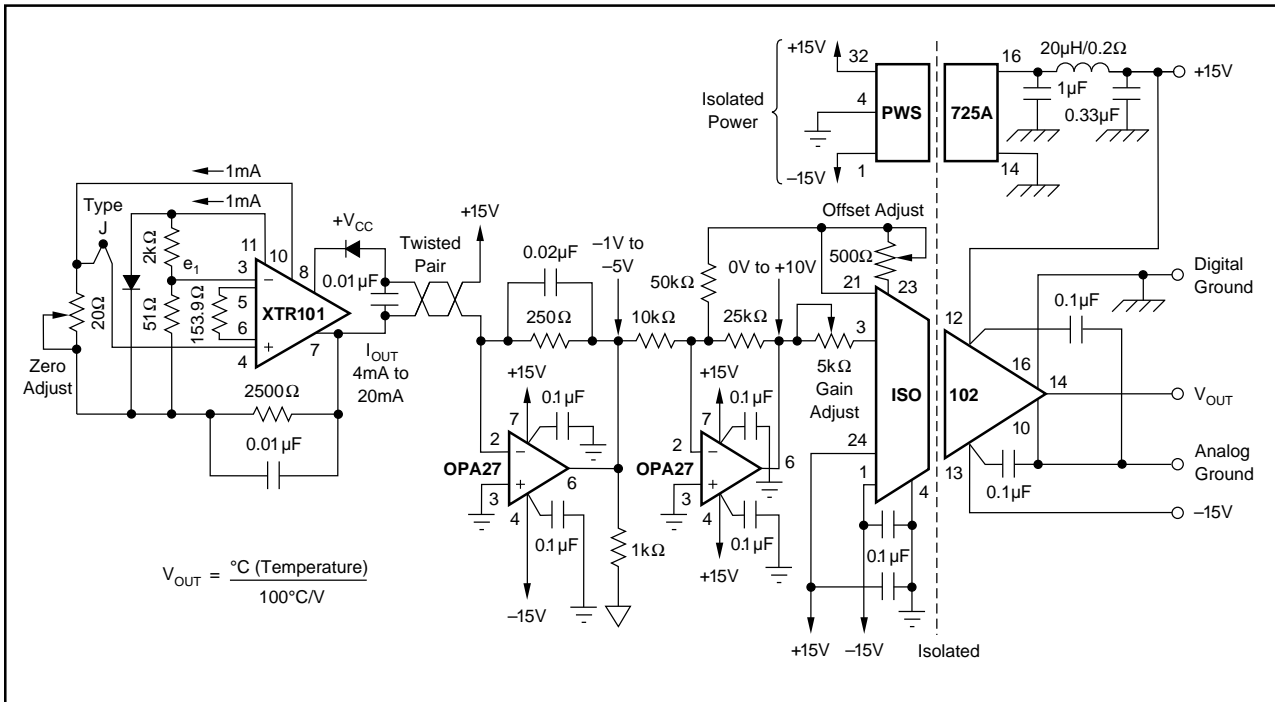 +15V
32
16
20µH/0.2Ω
+15V
Isolated
Power
4
PWS
725A
1µF
0.33µF
–15V
1
14
1mA
1mA
Type
J
+VCC
Twisted
Pair
+15V
Offset Adjust
11
10
8
2kΩ
e1
3
–
0.01µF
0.02µF
–1V to
–5V
0V to +10V
50kΩ
500Ω
21
23
Digital
Ground
20Ω
51Ω
153.9Ω
5
6
XTR101
+
4
7
250Ω
10kΩ
25kΩ
3
12
0.1µF
Zero
Adjust
IOUT
4mA to
20mA
5kΩ
Gain
Adjust
ISO
102
16
14
VOUT
2500Ω
0.01µF
+15V
7
0.1µF
2
–
OPA27
+
3
6
4
0.1µF
–15V
1kΩ
+15V
7
0.1µF
2
–
OPA27
+
3
6
4
0.1µF
+15V
24
1
4
0.1µF
10
13
0.1µF
Analog
Ground
–15V
VOUT = °C (Temperature)
100°C/V
+15V
–15V
Isolated